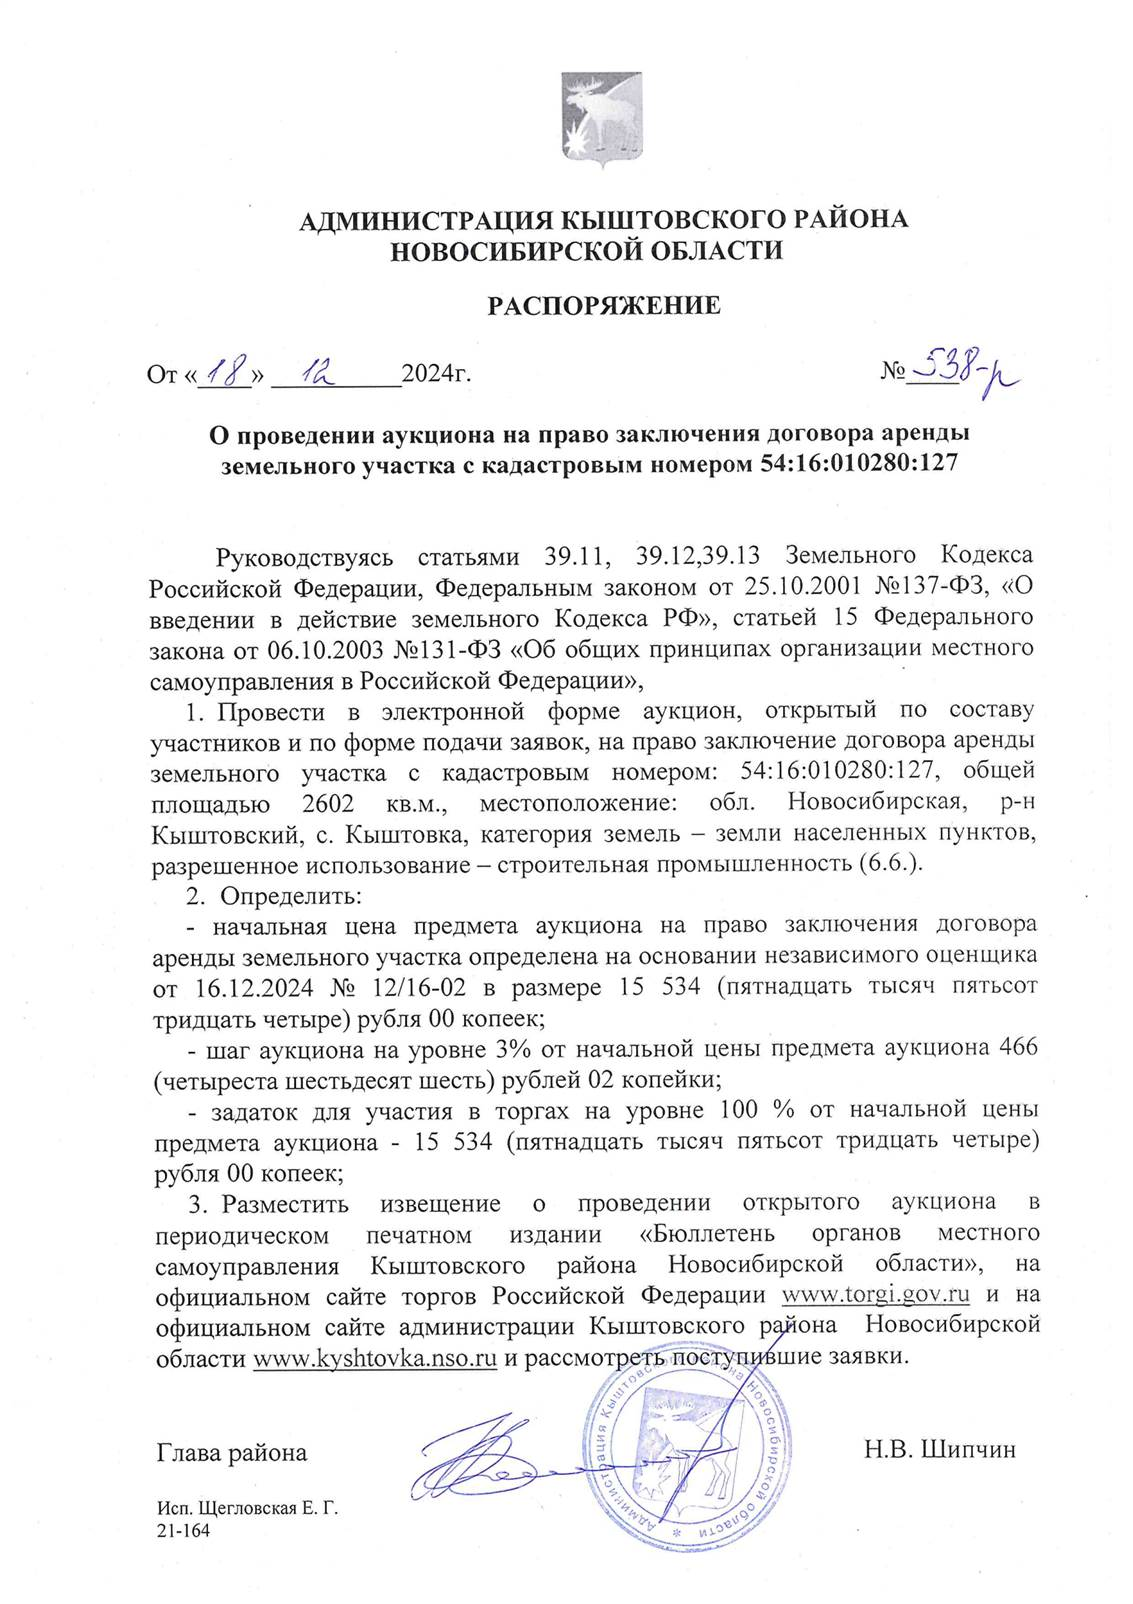 АДМИНИСТРАЦИЯ КЫШТОВСКОГО РАЙОНА
НОВОСИБИРСКОЙ ОБЛАСТИ
РАСПОРЯЖЕНИЕ
От «18» 12 2024г. № 538-р
О проведении аукциона на право заключения договора аренды
земельного участка с кадастровым номером 54:16:010280:127
Руководствуясь статьями 39.11, 39.12,39.13 Земельного Кодекса
Российской Федерации, Федеральным законом от 25.10.2001 №137-ФЗ, «О
введении в действие земельного Кодекса РФ», статьей 15 Федерального
закона от 06.10.2003 №131-ФЗ «Об общих принципах организации местного
самоуправления в Российской Федерации»,
1. Провести в электронной форме аукцион, открытый по составу
участников и по форме подачи заявок, на право заключение договора аренды
земельного участка с кадастровым номером: 54:16:010280:127, общей
площадью 2602 кв.м., местоположение: обл. Новосибирская, р-н
Кыштовский, с. Кыштовка, категория земель – земли населенных пунктов,
разрешенное использование – строительная промышленность (6.6.).
2. Определить:
- начальная цена предмета аукциона на право заключения договора
аренды земельного участка определена на основании независимого оценщика
от 16.12.2024 № 12/16-02 в размере 15 534 (пятнадцать тысяч пятьсот
тридцать четыре) рубля 00 копеек;
- шаг аукциона на уровне 3% от начальной цены предмета аукциона 466
(четыреста шестьдесят шесть) рублей 02 копейки;
- задаток для участия в торгах на уровне 100 % от начальной цены
предмета аукциона - 15 534 (пятнадцать тысяч пятьсот тридцать четыре)
рубля 00 копеек;
3. Разместить извещение о проведении открытого аукциона в
периодическом печатном издании «Бюллетень органов местного
самоуправления Кыштовского района Новосибирской области», на
официальном сайте торгов Российской Федерации www.torgi.gov.ru и на
официальном сайте администрации Кыштовского района Новосибирской
области www.kyshtovka.nso.ru и рассмотреть поступившие заявки.
Администрация Кыштовского района Новосибирской области *
Глава района Н.В. Шипчин
Исп. Щегловская Е. Г.
21-164